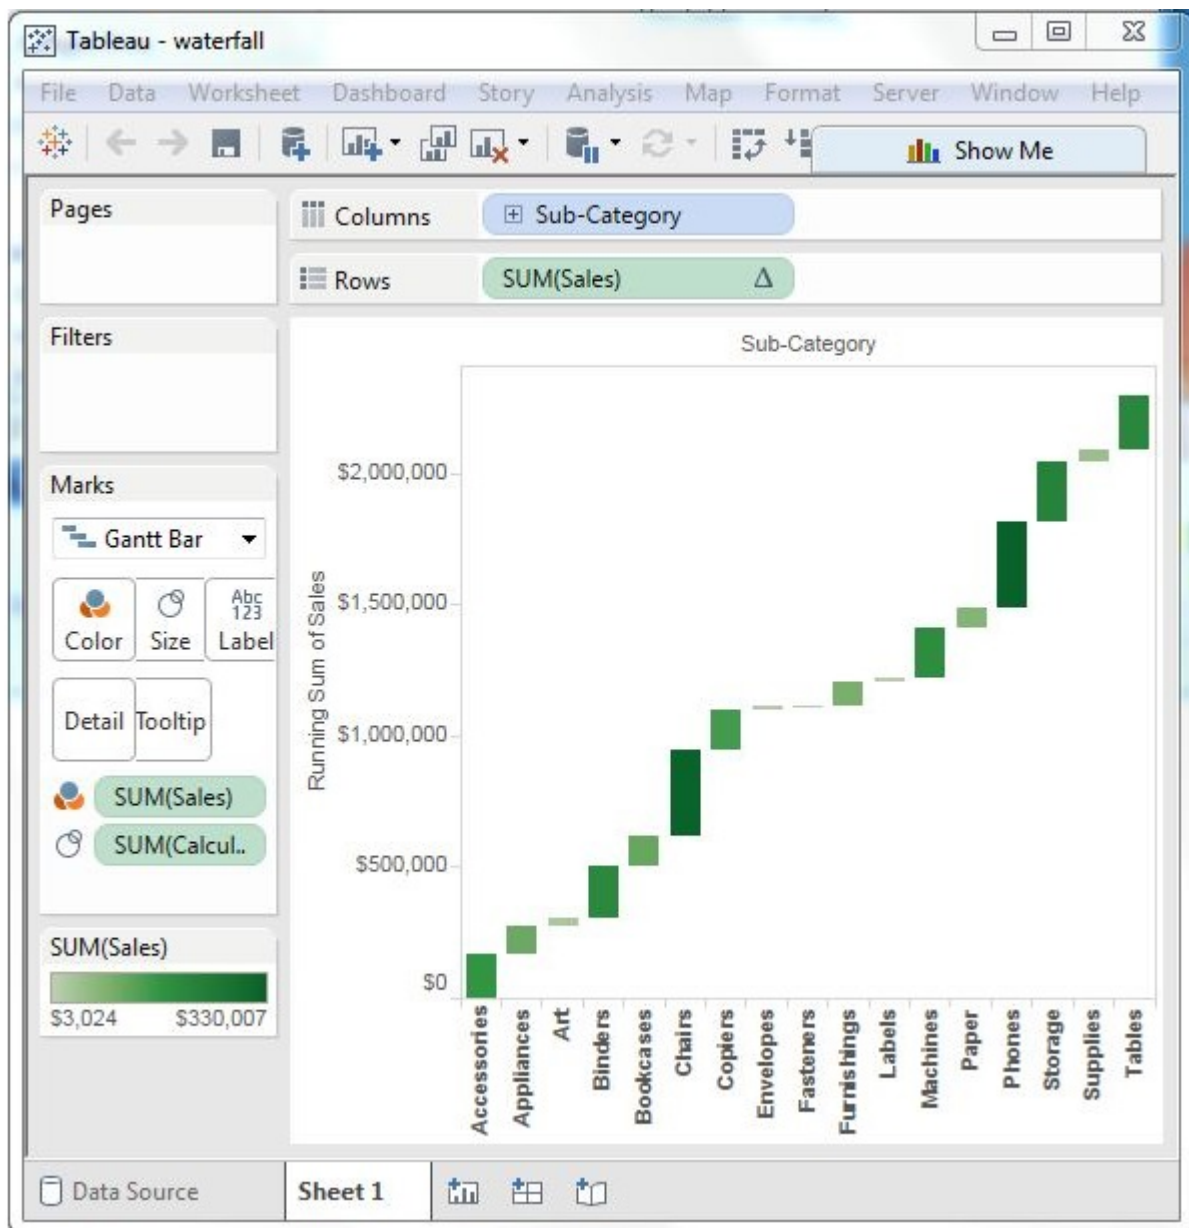 Tableau - waterfall
File Data Worksheet Dashboard Story Analysis Map Format Server Window Help
Show Me
Pages
Columns
Sub-Category
Rows
SUM(Sales) Δ
Filters
Marks
Gantt Bar
Color
Size
Abc
123
Label
Detail
Tooltip
SUM(Sales)
SUM(Calcul..
SUM(Sales)
$3,024 $330,007
Sub-Category
Running Sum of Sales
$2,000,000
$1,500,000
$1,000,000
$500,000
$0
Accessories
Appliances
Art
Binders
Bookcases
Chairs
Copiers
Envelopes
Fasteners
Furnishings
Labels
Machines
Paper
Phones
Storage
Supplies
Tables
Data Source
Sheet 1